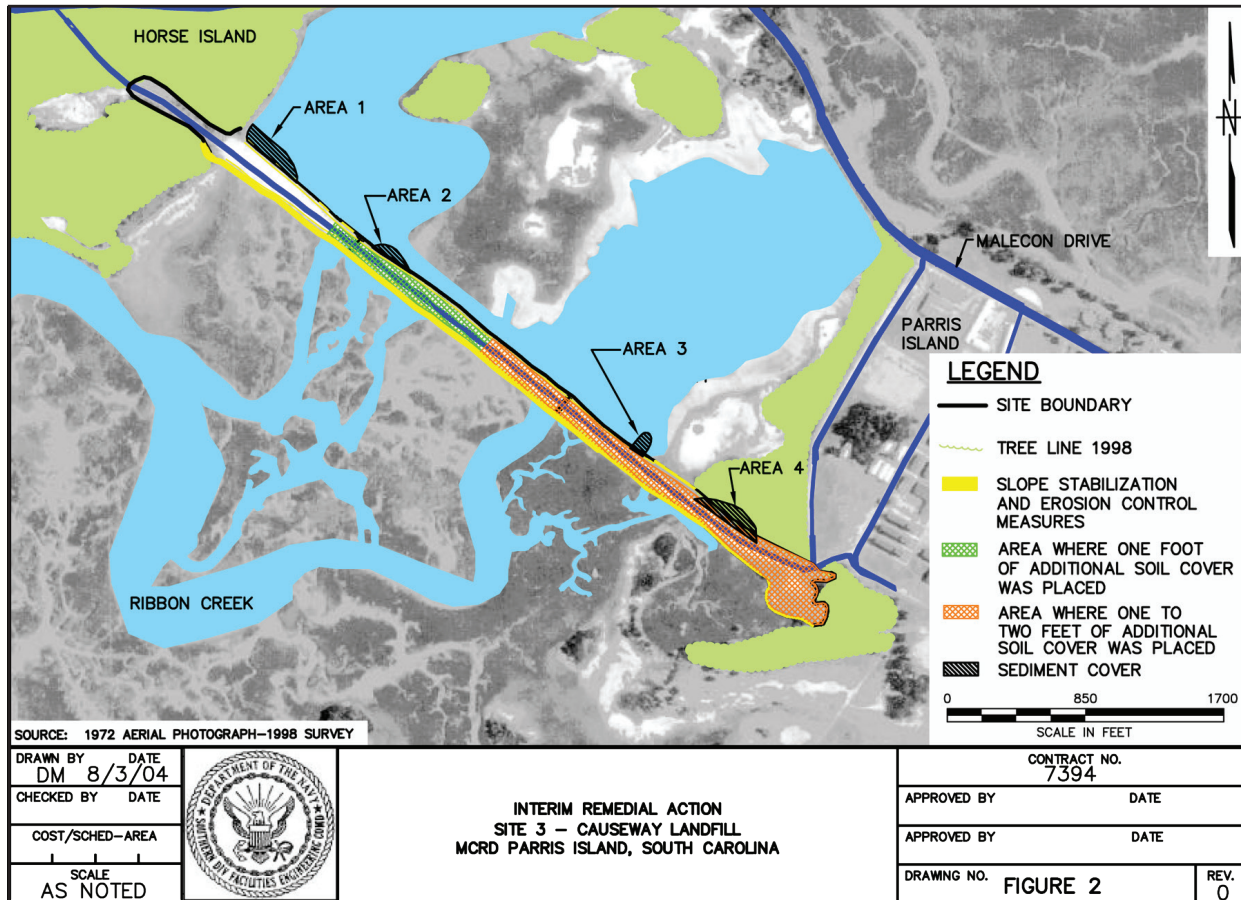 HORSE ISLAND
AREA 1
AREA 2
AREA 3
AREA 4
MALECON DRIVE
PARRIS
ISLAND
RIBBON CREEK
N
LEGEND
SITE BOUNDARY
TREE LINE 1998
SLOPE STABILIZATION
AND EROSION CONTROL
MEASURES
AREA WHERE ONE FOOT
OF ADDITIONAL SOIL COVER
WAS PLACED
AREA WHERE ONE TO
TWO FEET OF ADDITIONAL
SOIL COVER WAS PLACED
SEDIMENT COVER
0 850 1700
SCALE IN FEET
SOURCE: 1972 AERIAL PHOTOGRAPH-1998 SURVEY
DRAWN BY DATE
DM 8/3/04
CHECKED BY DATE
COST/SCHED-AREA
SCALE
AS NOTED
DEPARTMENT OF THE NAVY
SOUTHERN DIV FACILITIES ENGINEERING COMD
INTERIM REMEDIAL ACTION
SITE 3 - CAUSEWAY LANDFILL
MCRD PARRIS ISLAND, SOUTH CAROLINA
CONTRACT NO.
7394
APPROVED BY DATE
APPROVED BY DATE
DRAWING NO. FIGURE 2
REV.
0